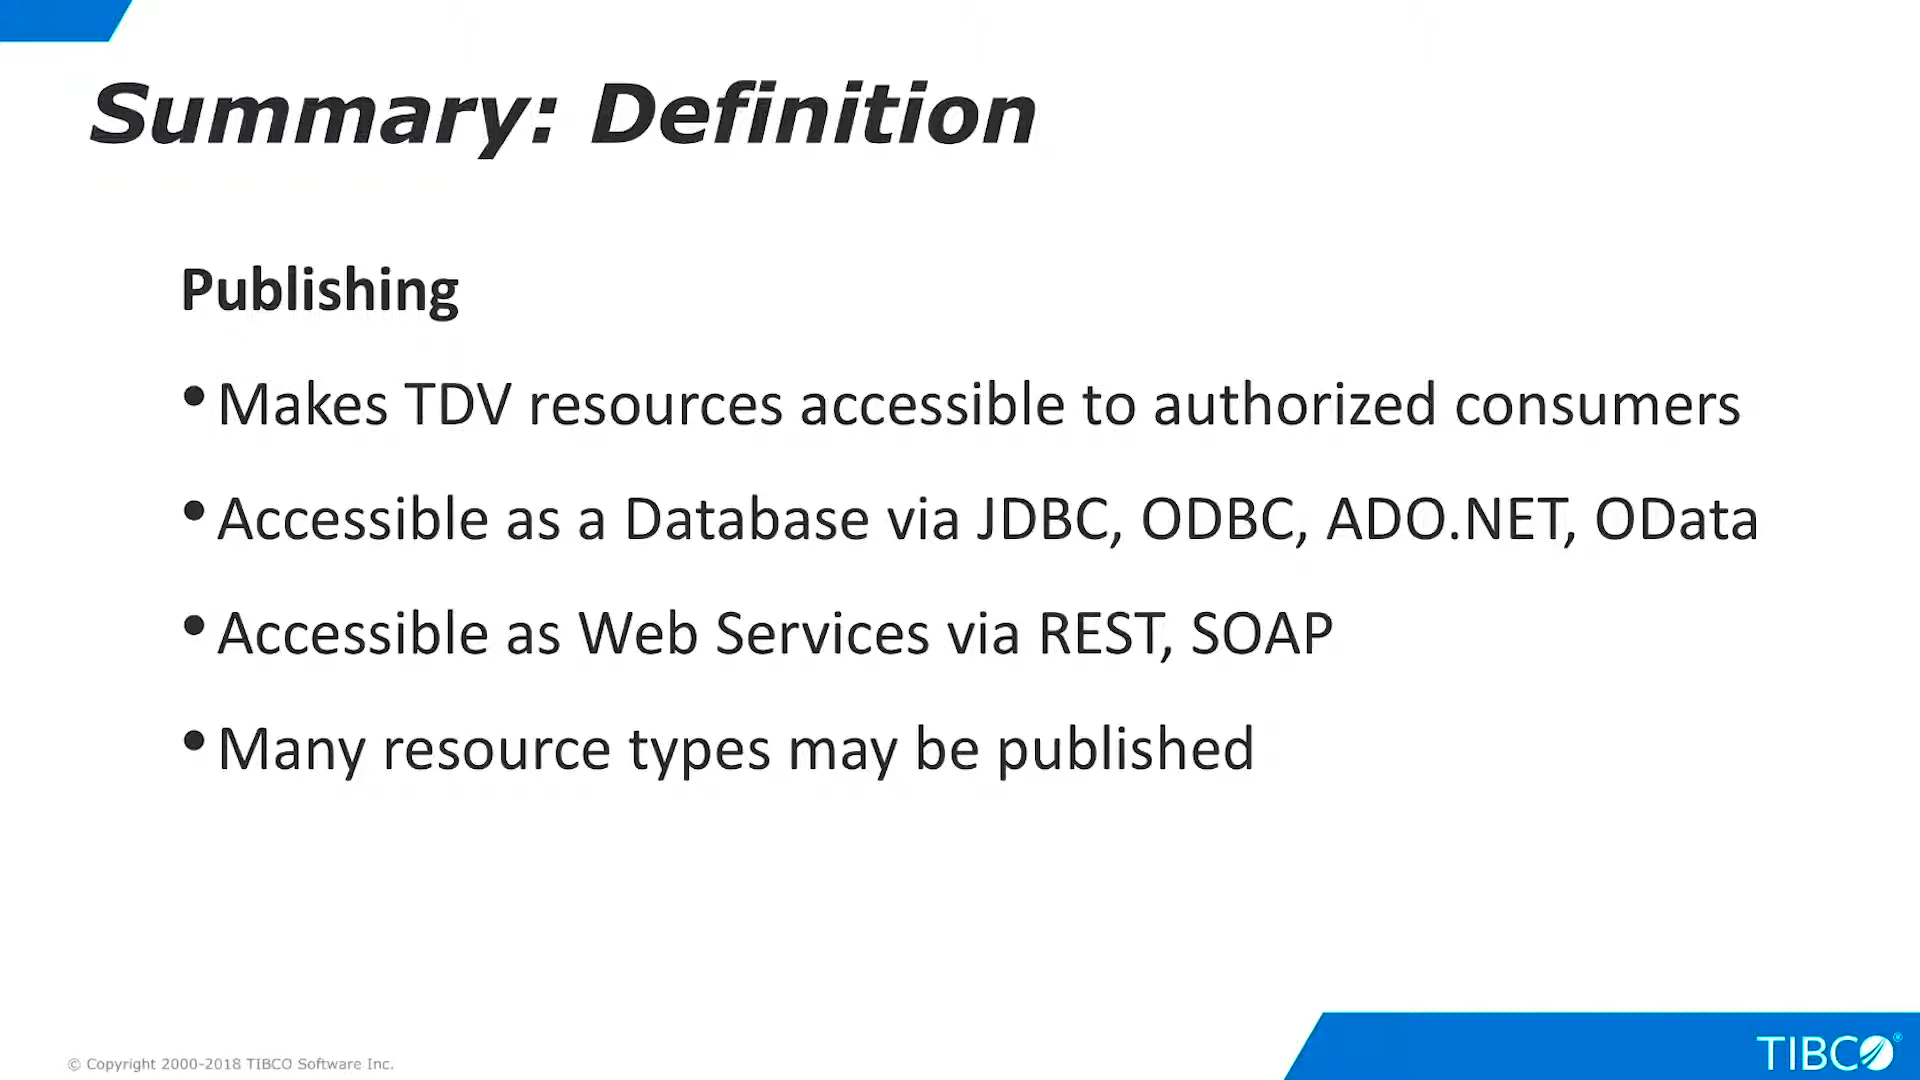 Summary: Definition
Publishing
• Makes TDV resources accessible to authorized consumers
• Accessible as a Database via JDBC, ODBC, ADO.NET, OData
• Accessible as Web Services via REST, SOAP
• Many resource types may be published
© Copyright 2000-2018 TIBCO Software Inc.
TIBCO®